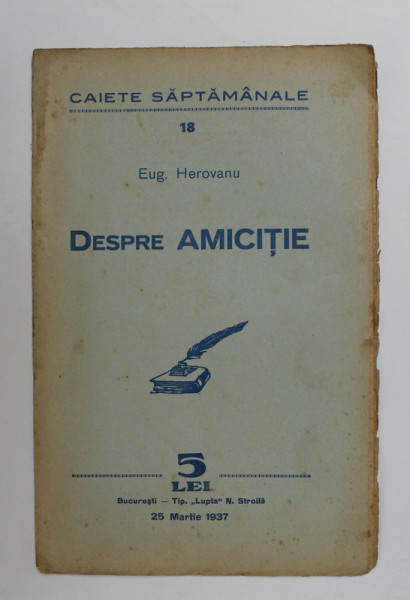 CAIETE SĂPTĂMÂNALE
18
Eug. Herovanu
DESPRE AMICIȚIE
5
LEI
București — Tip. „Lupta" N. Stroilă
25 Martie 1937